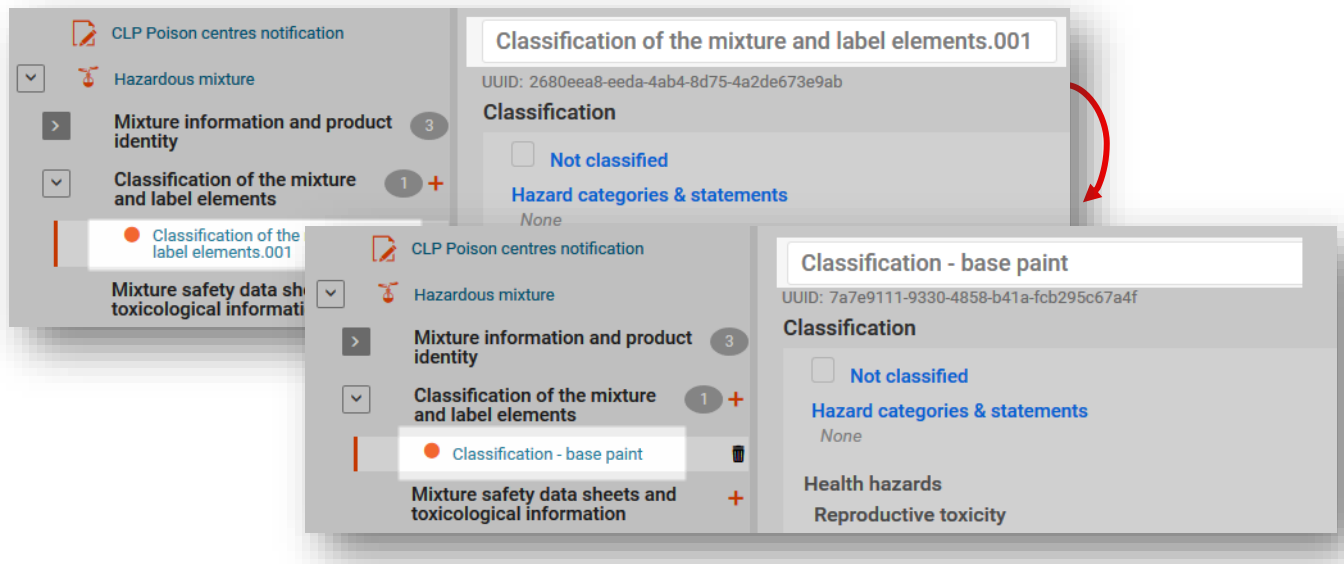 CLP Poison centres notification
Hazardous mixture
Mixture information and product
identity
3
Classification of the mixture
and label elements
1 +
Classification of the
label elements.001
Mixture safety data
toxicological
Classification of the mixture and label elements.001
UUID: 2680eea8-eeda-4ab4-8d75-4a2de673e9ab
Classification
Not classified
Hazard categories & statements
None
CLP Poison centres notification
Hazardous mixture
Mixture information and product
identity
3
Classification of the mixture
and label elements
1 +
Classification - base paint
Mixture safety data sheets and
toxicological information
+
Classification - base paint
UUID: 7a7e9111-9330-4858-b41a-fcb295c67a4f
Classification
Not classified
Hazard categories & statements
None
Health hazards
Reproductive toxicity